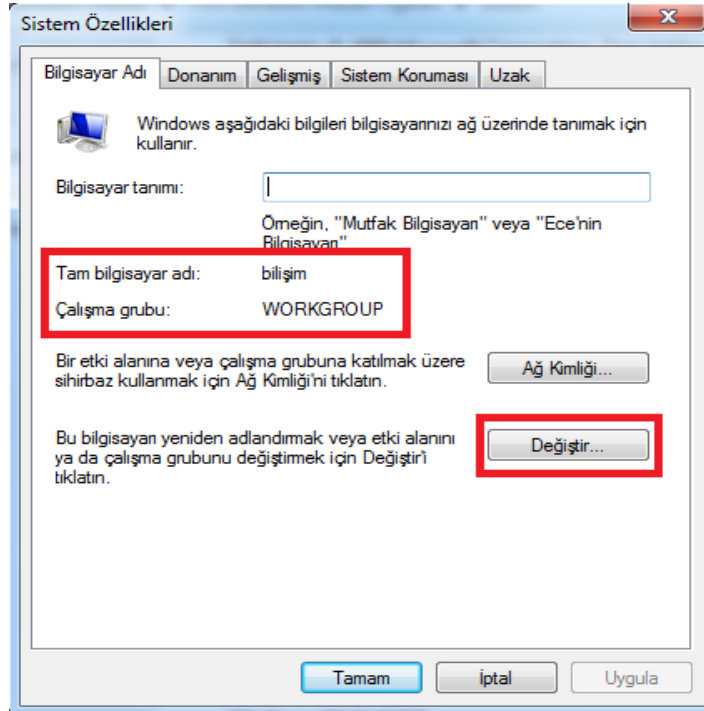 Sistem Özellikleri
Bilgisayar Adı Donanım Gelişmiş Sistem Koruması Uzak
Windows aşağıdaki bilgileri bilgisayarınızı ağ üzerinde tanımak için
kullanır.
Bilgisayar tanımı:
Örneğin, "Mutfak Bilgisayarı" veya "Ece'nin
Bilgisayarı"
Tam bilgisayar adı: bilişim
Çalışma grubu: WORKGROUP
Bir etki alanına veya çalışma grubuna katılmak üzere
sihirbaz kullanmak için Ağ Kimliği'ni tıklatın.
Ağ Kimliği...
Bu bilgisayarı yeniden adlandırmak veya etki alanını
ya da çalışma grubunu değiştirmek için Değiştir'i
tıklatın.
Değiştir...
Tamam İptal Uygula